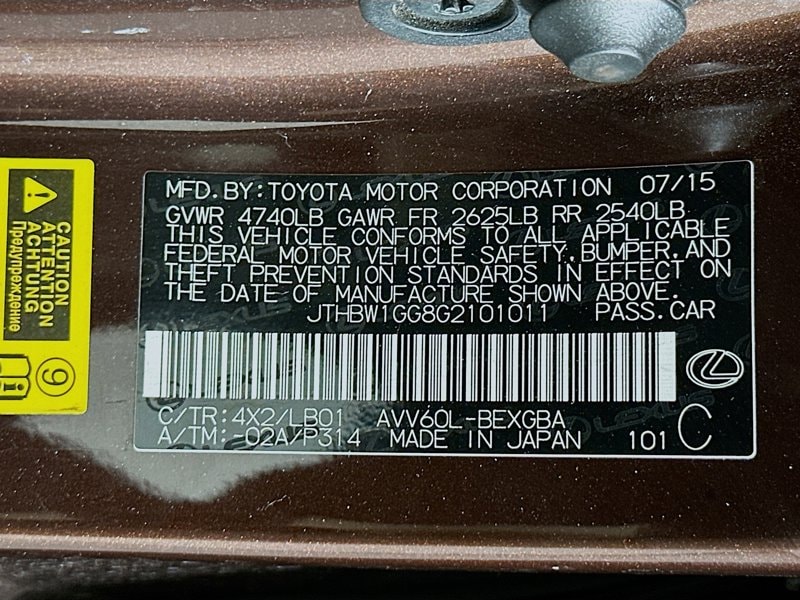 MFD.BY:TOYOTA MOTOR CORPORATION 07/15
GVWR 4740LB GAWR FR 2625LB RR 2540LB
THIS VEHICLE CONFORMS TO ALL APPLICABLE
FEDERAL MOTOR VEHICLE SAFETY,BUMPER,AND
THEFT PREVENTION STANDARDS IN EFFECT ON
THE DATE OF MANUFACTURE SHOWN ABOVE.
JTHBW1GG8G2101011 PASS.CAR
C/TR:4X2/LB01 AVV60L-BEXGBA
A/TM:-02A/P314 MADE IN JAPAN 101 C
CAUTION
ATTENTION
ACHTUNG
Предупреждение
9